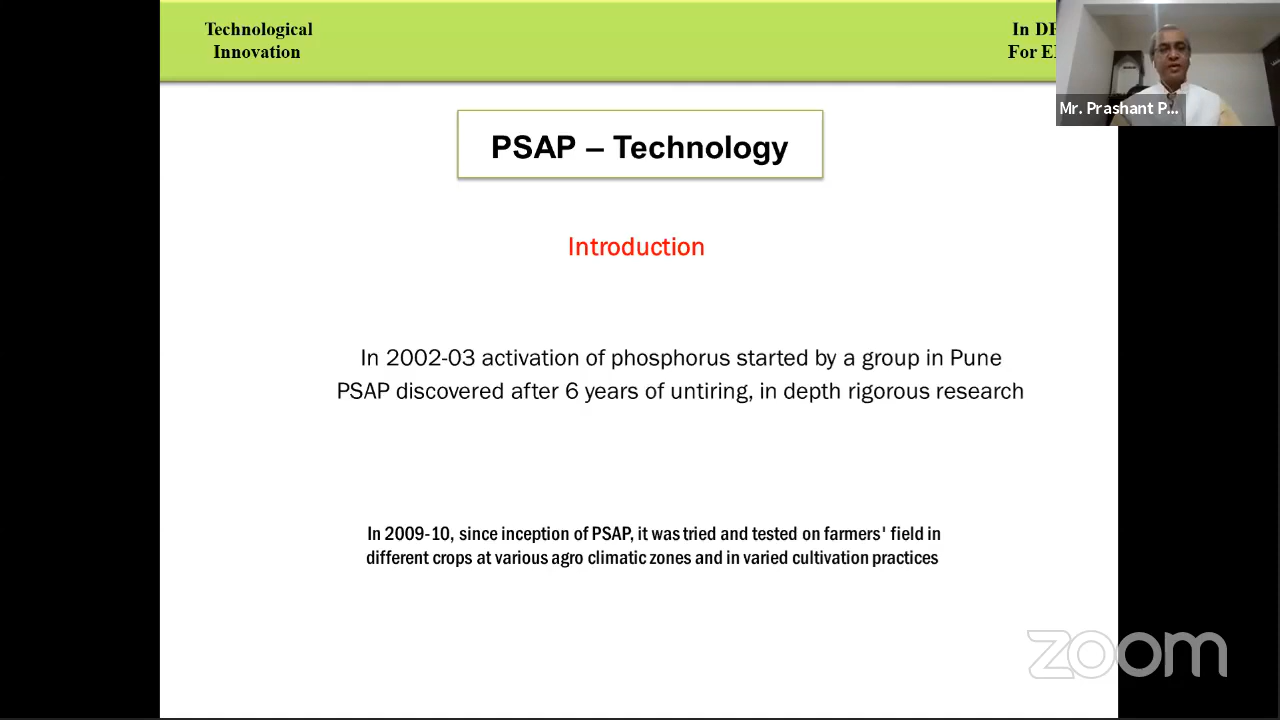 Technological
Innovation
In
For
Mr. Prashant P...
PSAP – Technology
Introduction
In 2002-03 activation of phosphorus started by a group in Pune
PSAP discovered after 6 years of untiring, in depth rigorous research
In 2009-10, since inception of PSAP, it was tried and tested on farmers' field in
different crops at various agro climatic zones and in varied cultivation practices
zoom